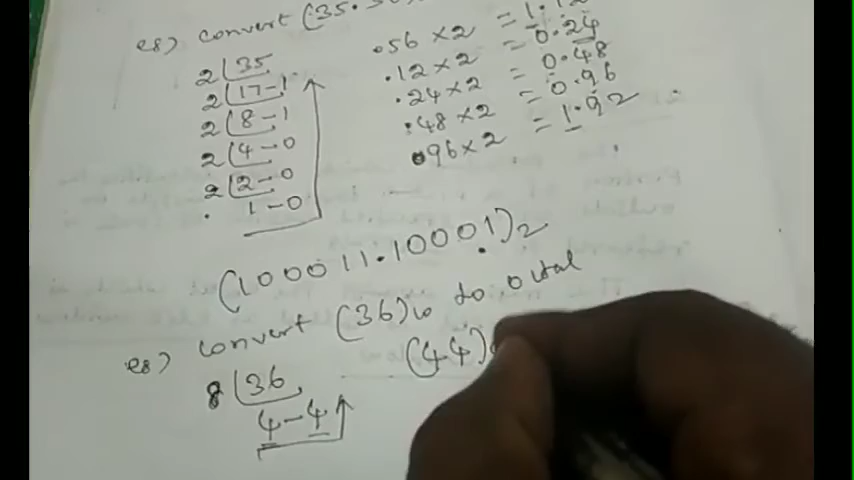 eg) convert (35.56
2 35
2 17-1
2 8-1
2 4-0
2 2-0
1-0
.56 × 2 = 1.12
.12 × 2 = 0.24
.24 × 2 = 0.48
.48 × 2 = 0.96
.96 × 2 = 1.92
(100011.10001)2
eg) convert (36)10 to octal
8 36
4-4
(44)